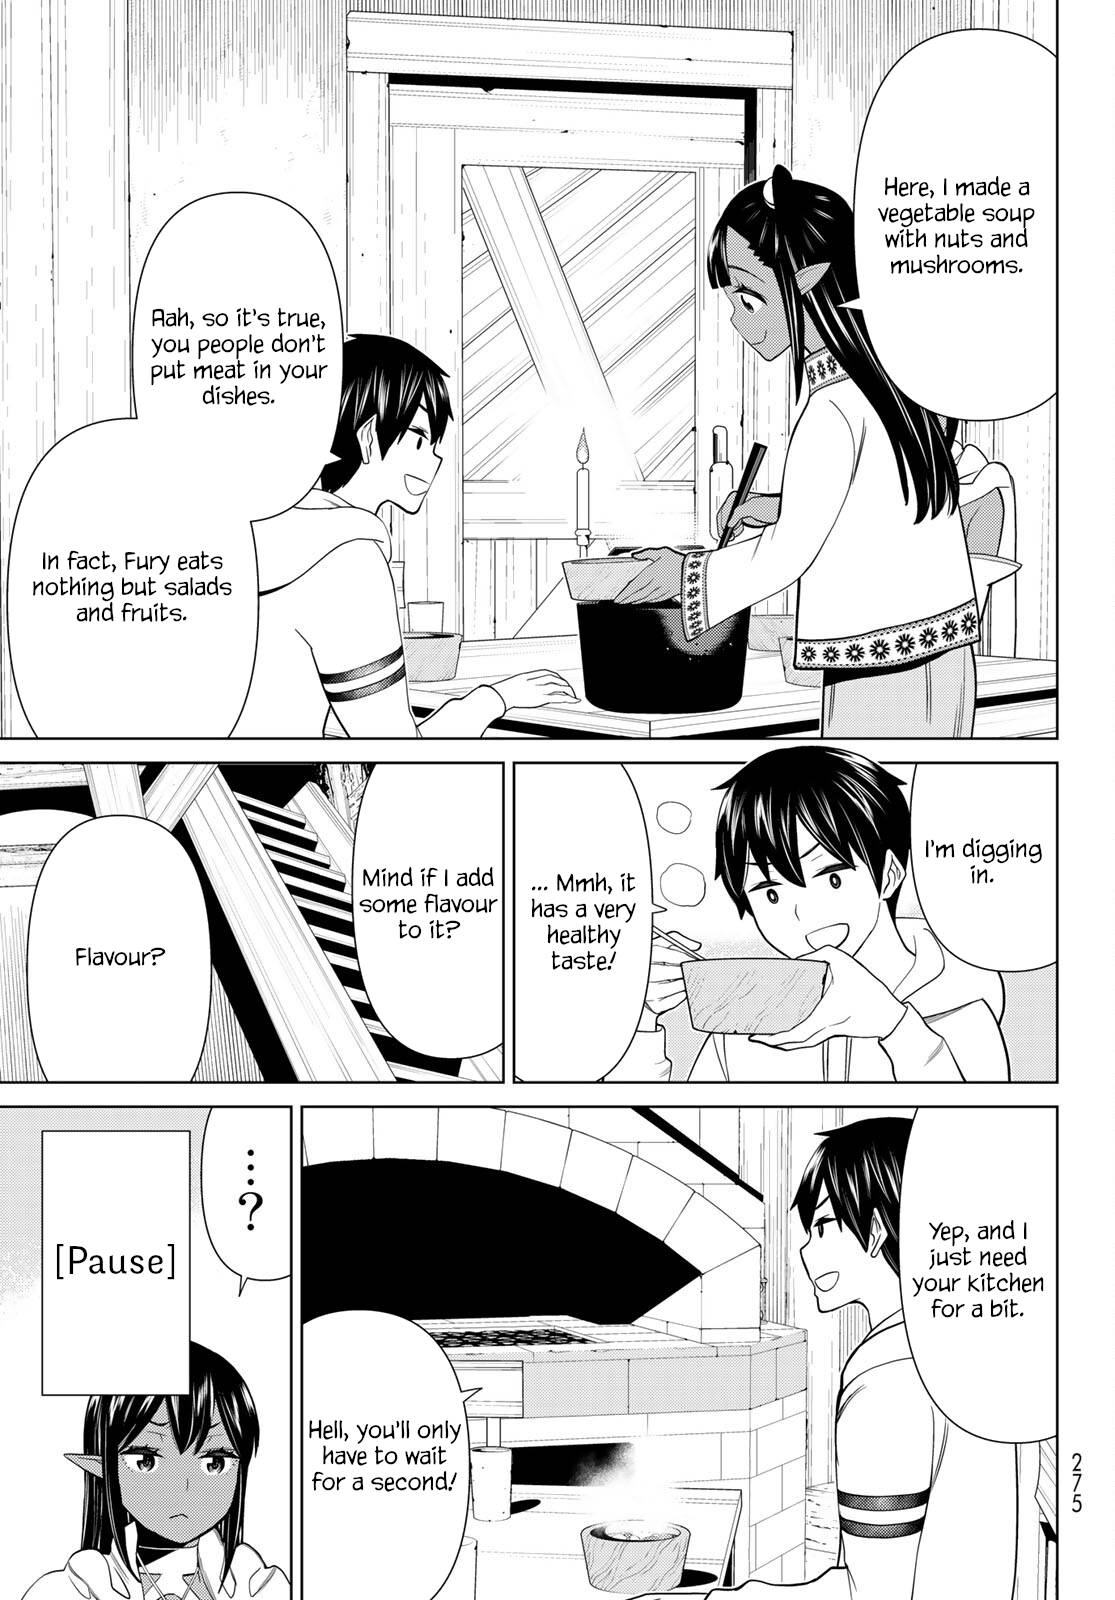 Here, I made a
vegetable soup
with nuts and
mushrooms.
Aah, so it's true,
you people don't
put meat in your
dishes.
In fact, Fury eats
nothing but salads
and fruits.
I'm digging
in.
... Mmh, it
has a very
healthy
taste!
Mind if I add
some flavour
to it?
Flavour?
Yep, and I
just need
your kitchen
for a bit.
Hell, you'll only
have to wait
for a second!
...?
[Pause]
275